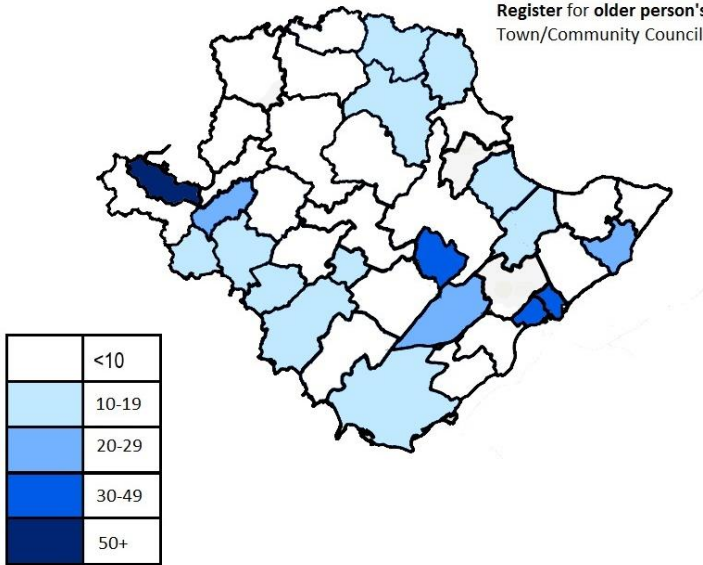 Register for older person's
Town/Community Council
<10
10-19
20-29
30-49
50+